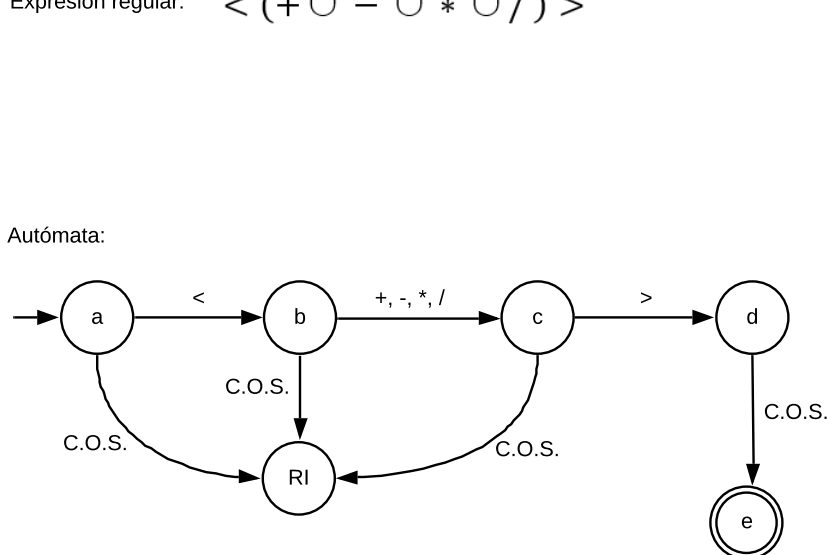 Expresión regular: < (+ ∪ − ∪ * ∪ / ) >
Autómata:
< +, -, *, / >
a b c d
C.O.S. C.O.S.
C.O.S. C.O.S.
RI
e